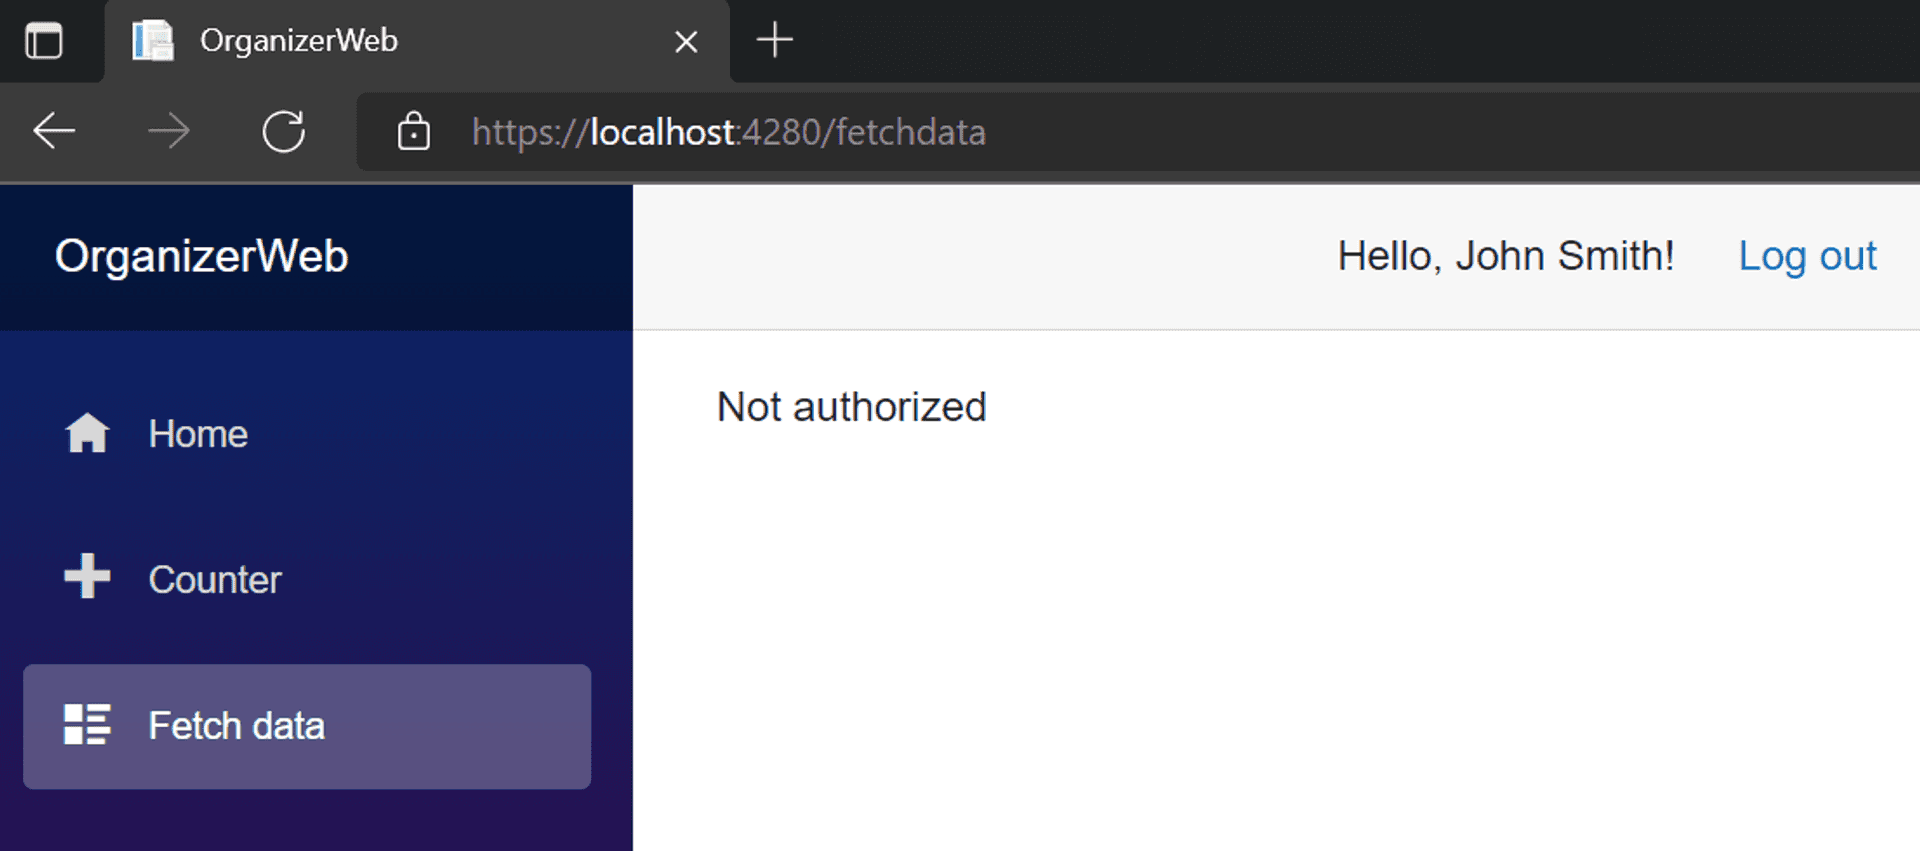 OrganizerWeb
https://localhost:4280/fetchdata
OrganizerWeb
Hello, John Smith! Log out
Not authorized
Home
Counter
Fetch data